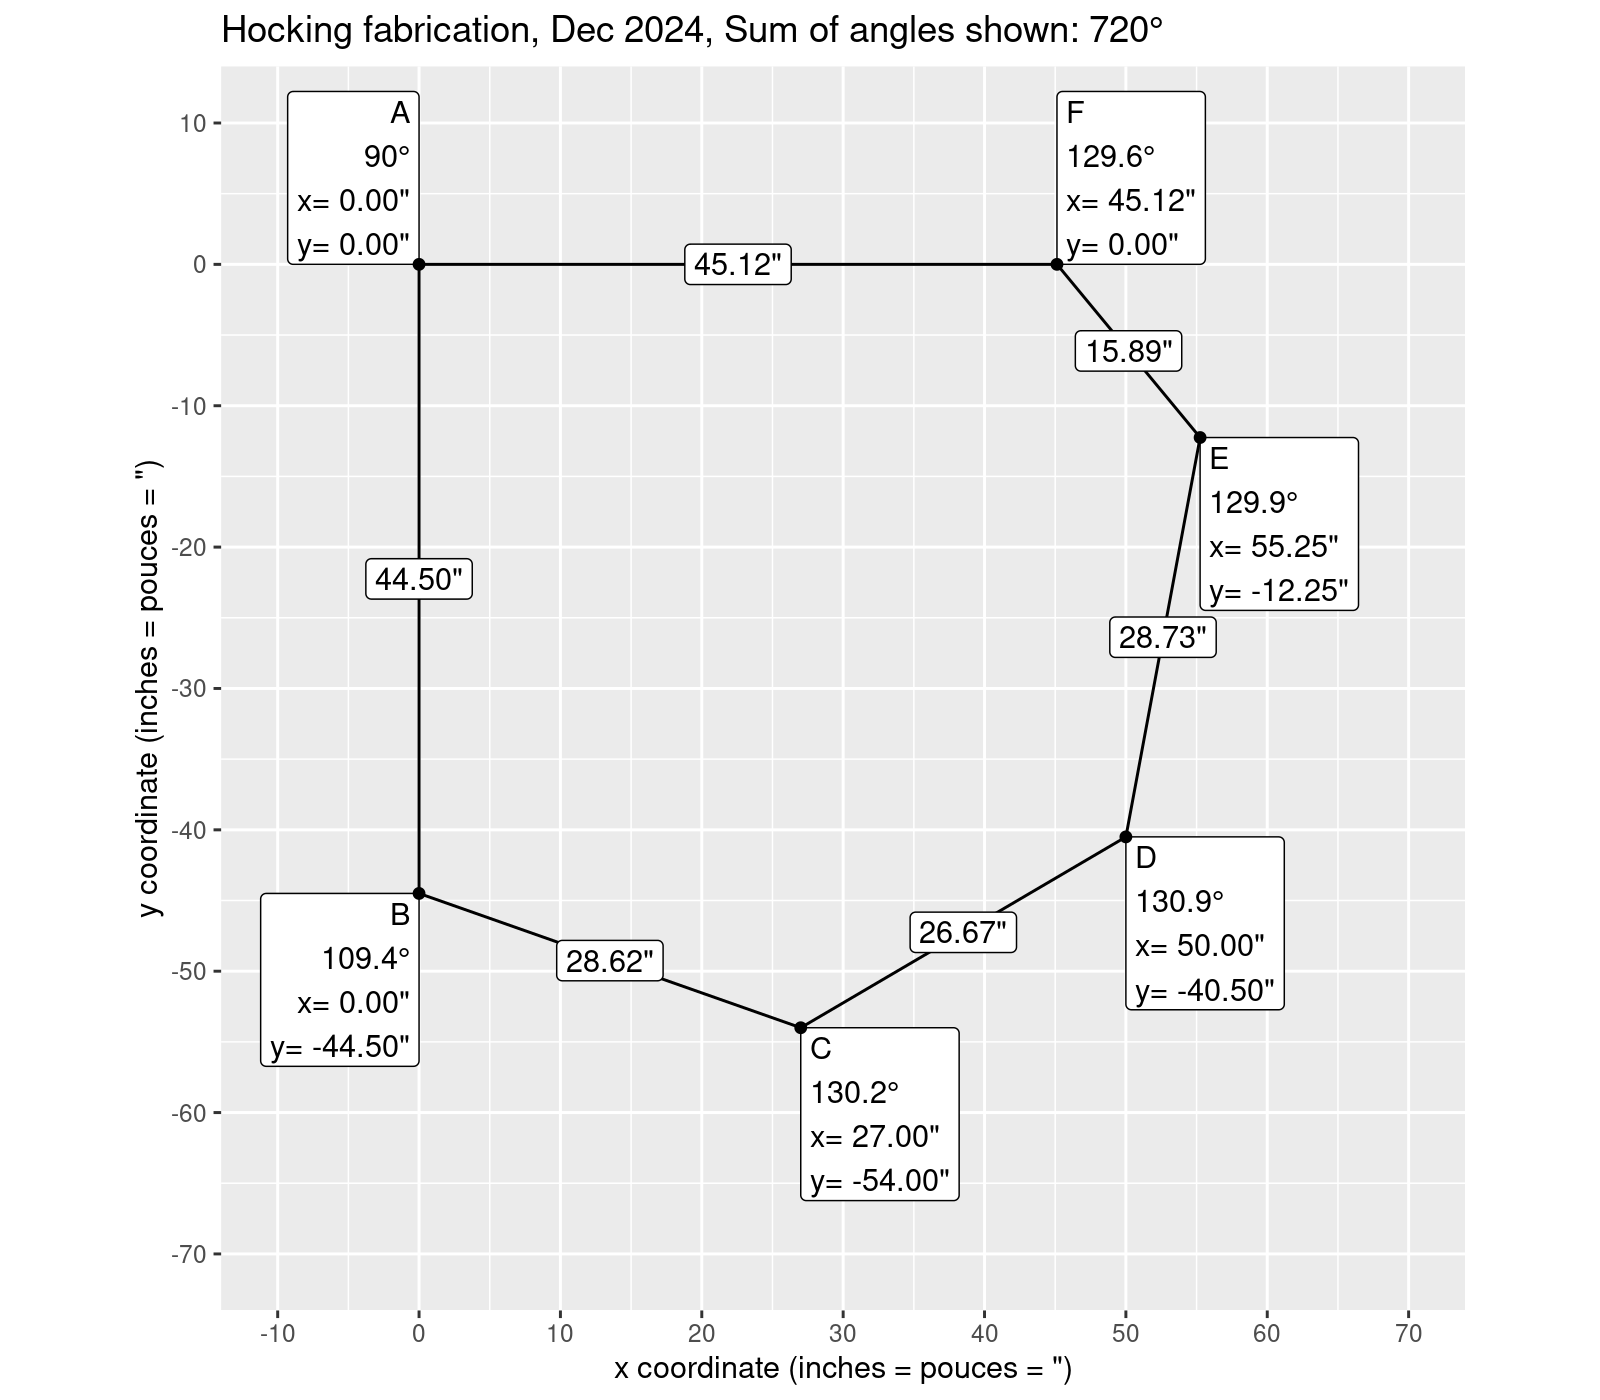 Hocking fabrication, Dec 2024, Sum of angles shown: 720°
A
90°
x= 0.00"
y= 0.00"
F
129.6°
x= 45.12"
y= 0.00"
45.12"
15.89"
E
129.9°
x= 55.25"
y= -12.25"
44.50"
28.73"
D
130.9°
x= 50.00"
y= -40.50"
B
109.4°
x= 0.00"
y= -44.50"
28.62"
26.67"
C
130.2°
x= 27.00"
y= -54.00"
10
0
-10
-20
-30
-40
-50
-60
-70
y coordinate (inches = pouces = ")
-10
0
10
20
30
40
50
60
70
x coordinate (inches = pouces = ")